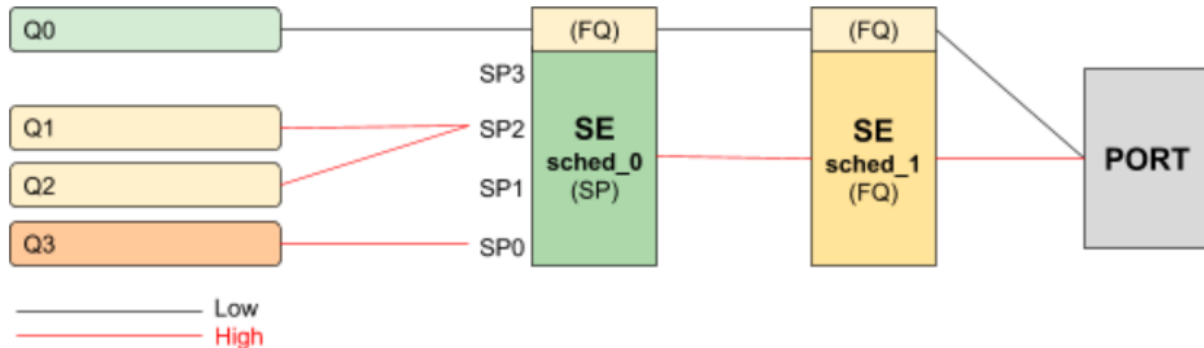 Q0
(FQ)
(FQ)
SP3
Q1
SP2
SE
sched_0
(SP)
SE
sched_1
(FQ)
PORT
Q2
SP1
Q3
SP0
Low
High